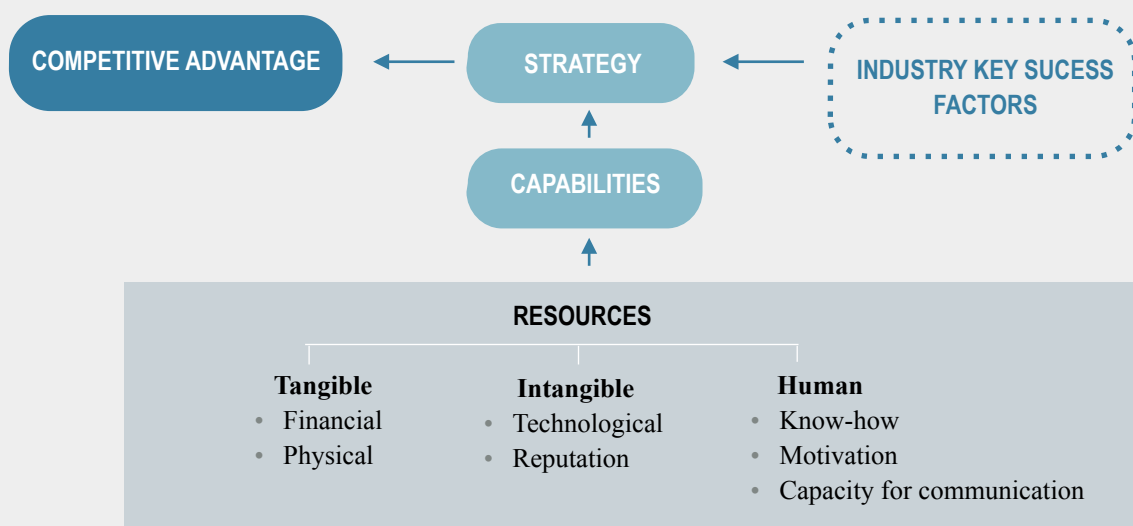 COMPETITIVE ADVANTAGE
STRATEGY
INDUSTRY KEY SUCESS
FACTORS
CAPABILITIES
RESOURCES
Tangible
• Financial
• Physical
Intangible
• Technological
• Reputation
Human
• Know-how
• Motivation
• Capacity for communication